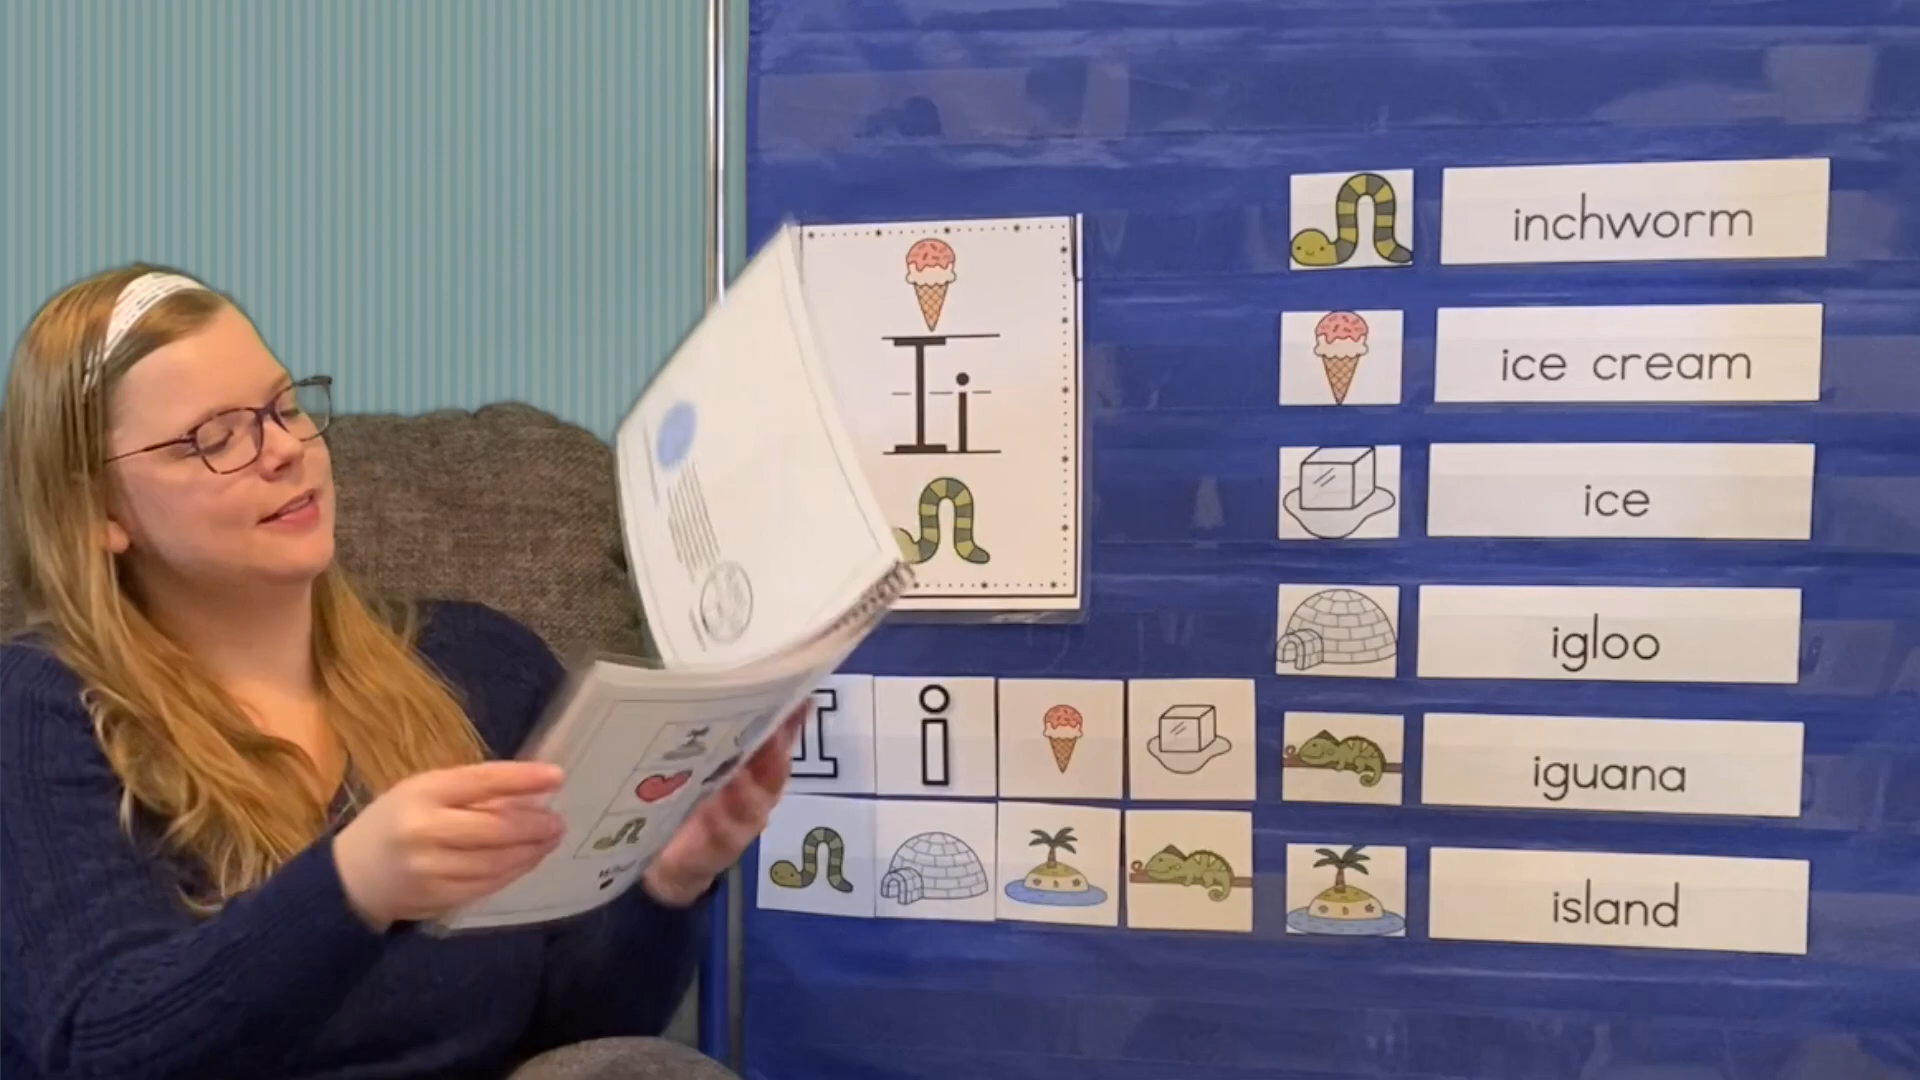 Ii
I i
inchworm
ice cream
ice
igloo
iguana
island